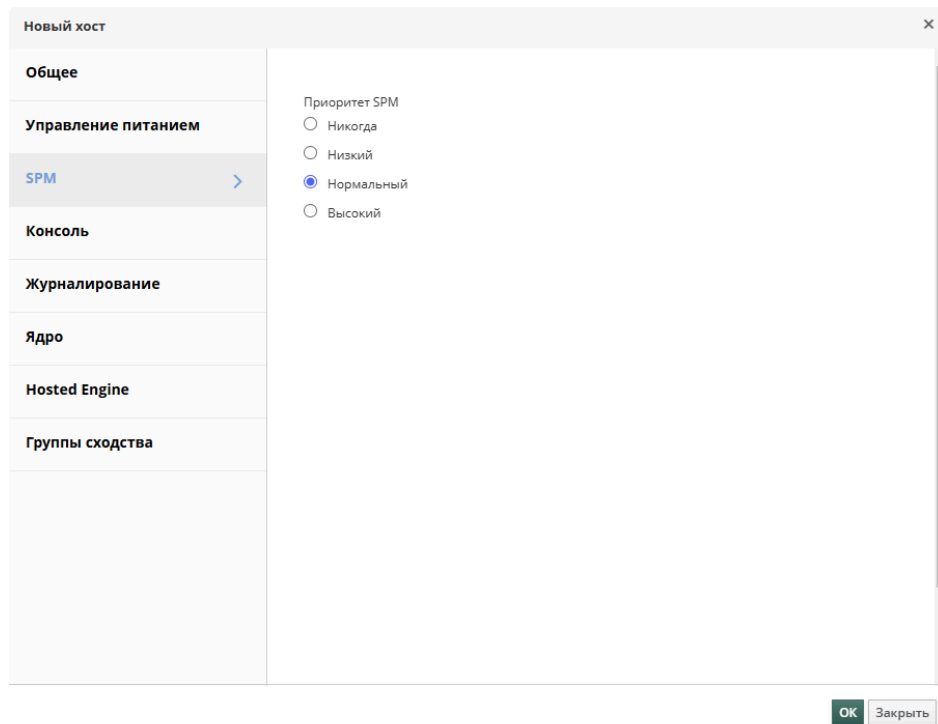 Новый хост
Общее
Управление питанием
SPM
Консоль
Журналирование
Ядро
Hosted Engine
Группы сходства
Приоритет SPM
Никогда
Низкий
Нормальный
Высокий
ОК
Закрыть